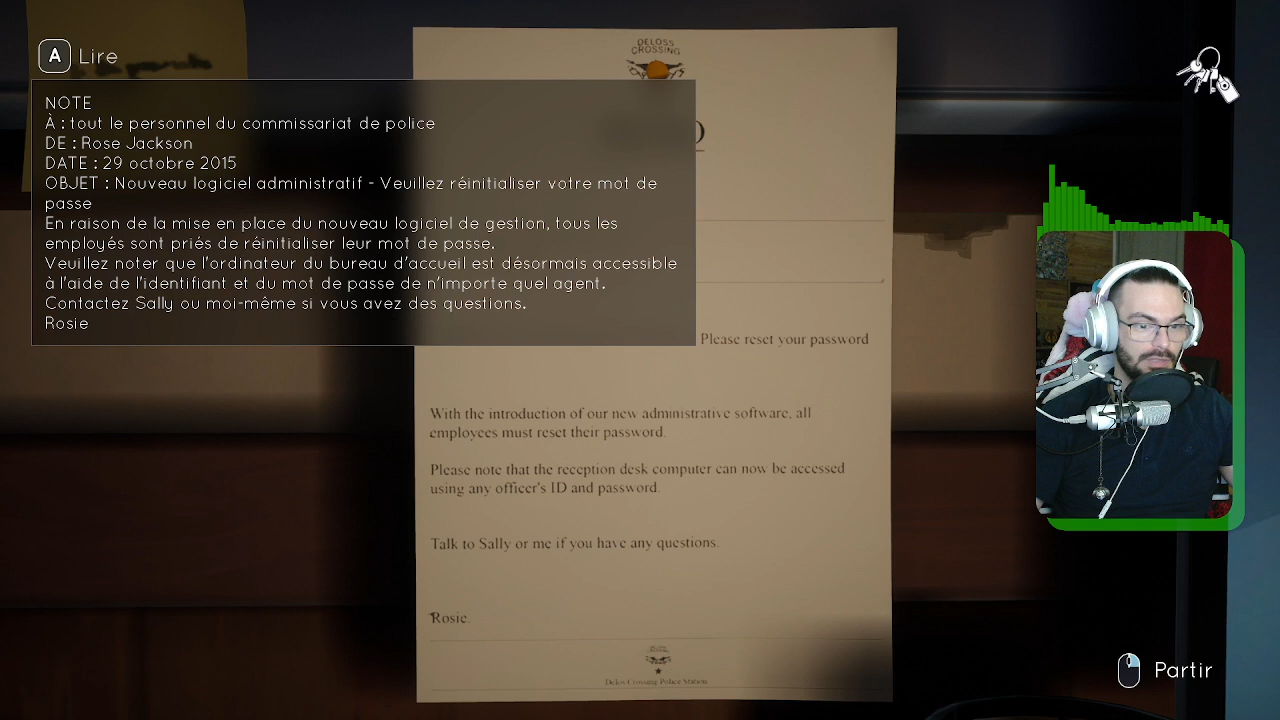 A Lire
NOTE
À : tout le personnel du commissariat de police
DE : Rose Jackson
DATE : 29 octobre 2015
OBJET : Nouveau logiciel administratif - Veuillez réinitialiser votre mot de
passe
En raison de la mise en place du nouveau logiciel de gestion, tous les
employés sont priés de réinitialiser leur mot de passe.
Veuillez noter que l'ordinateur du bureau d'accueil est désormais accessible
à l'aide de l'identifiant et du mot de passe de n'importe quel agent.
Contactez Sally ou moi-même si vous avez des questions.
Rosie
DELOSS
CROSSING
Please reset your password
With the introduction of our new administrative software, all
employees must reset their password.
Please note that the reception desk computer can now be accessed
using any officer's ID and password.
Talk to Sally or me if you have any questions.
Rosie.
Delos Crossing Police Station
Partir